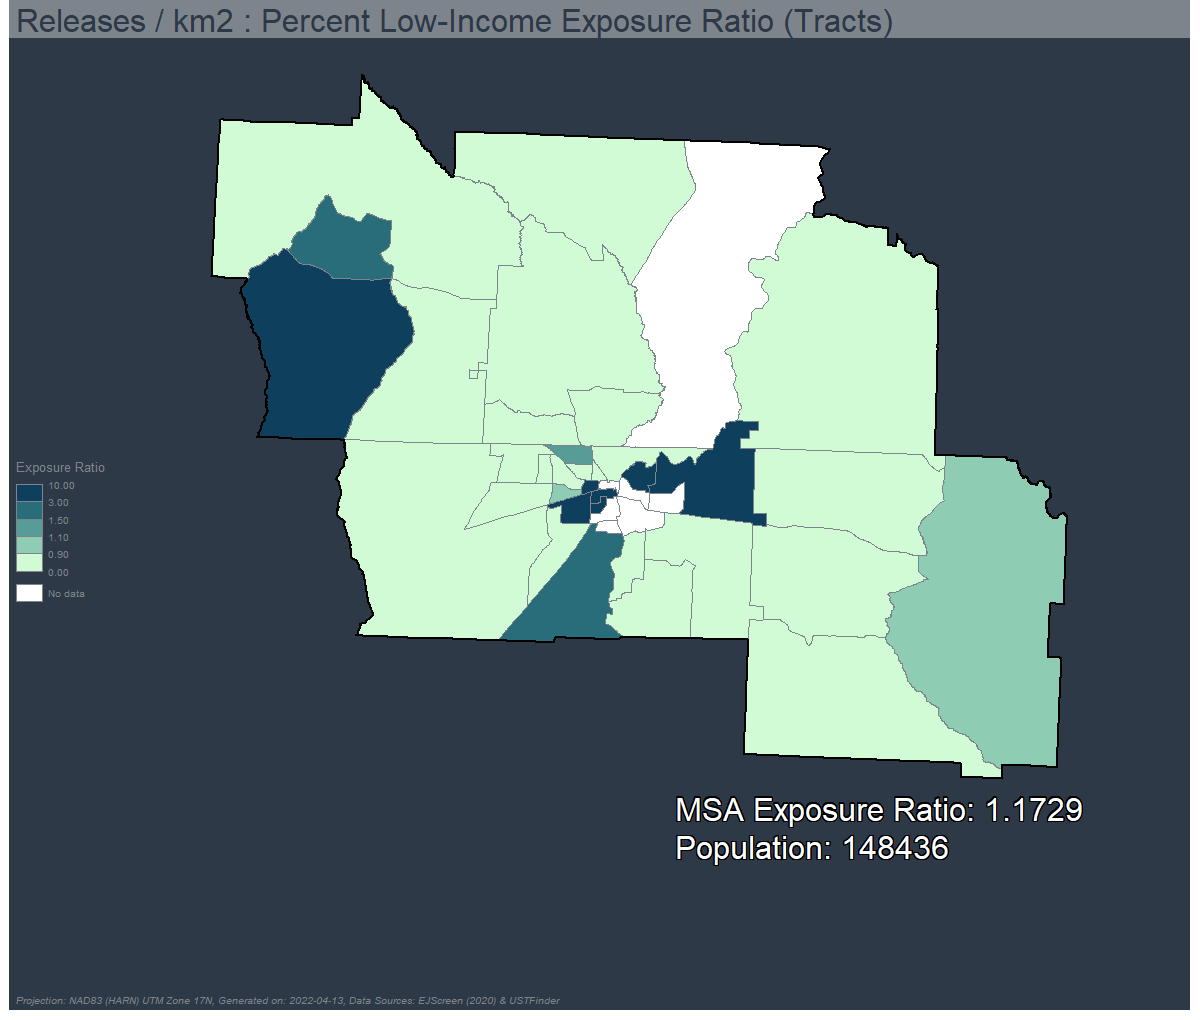 Releases / km2 : Percent Low-Income Exposure Ratio (Tracts)
Exposure Ratio
10.00
3.00
1.50
1.10
0.90
0.00
No data
MSA Exposure Ratio: 1.1729
Population: 148436
Projection: NAD83 (HARN) UTM Zone 17N, Generated on: 2022-04-13, Data Sources: EJScreen (2020) & USTFinder